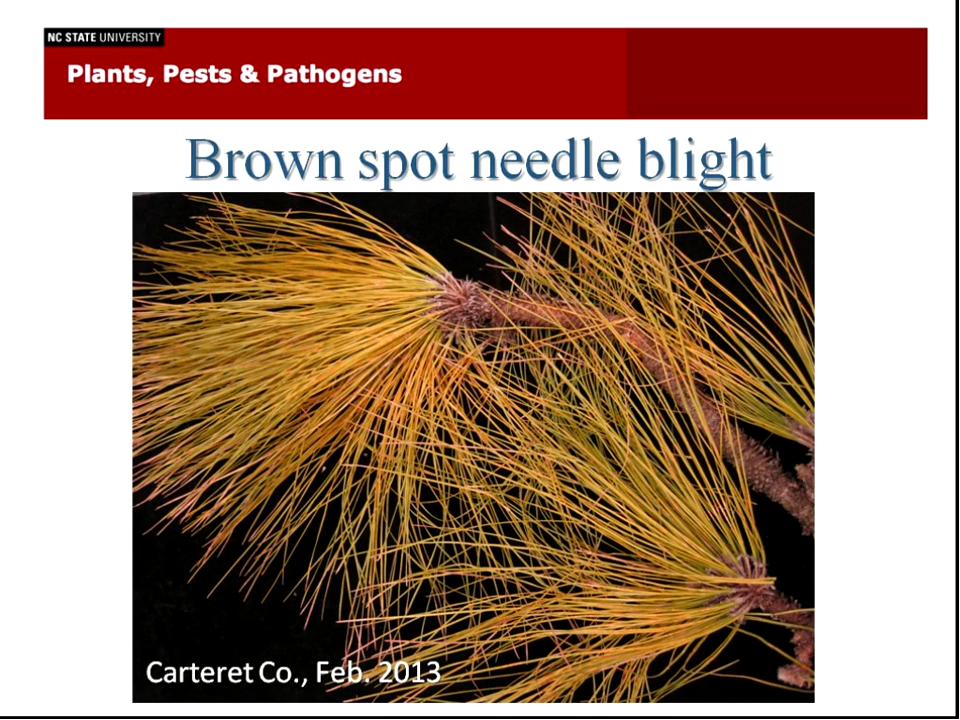 NC STATE UNIVERSITY
Plants, Pests & Pathogens
Brown spot needle blight
Carteret Co., Feb. 2013